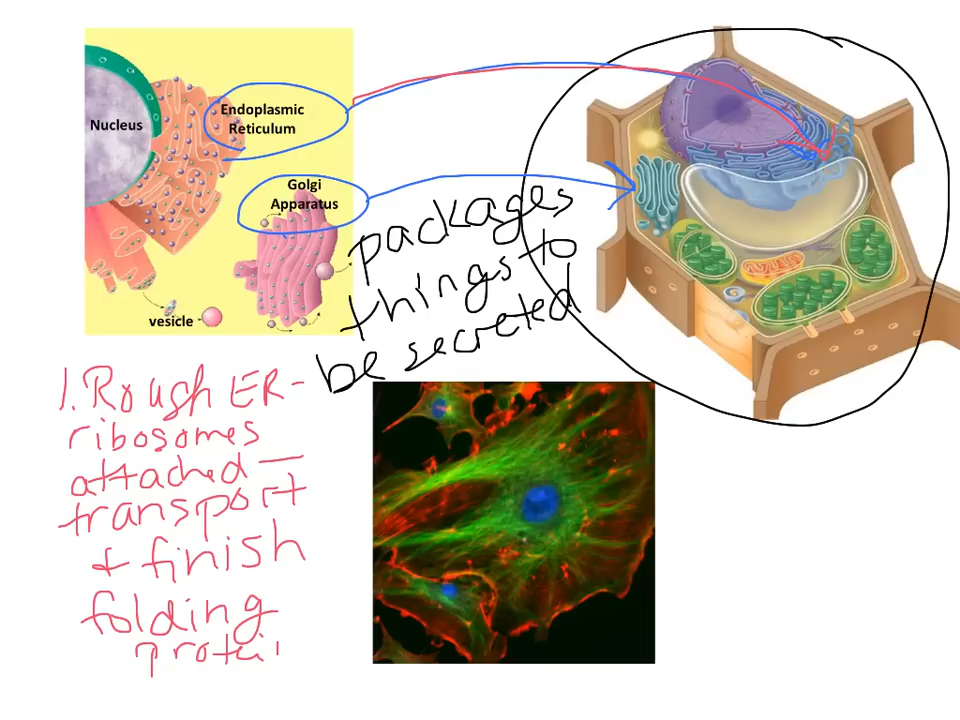 Endoplasmic
Reticulum
Nucleus
Golgi
Apparatus
vesicle
packages
things to
be secreted
1. Rough ER-
ribosomes
attached —
transport
+ finish
folding
protei